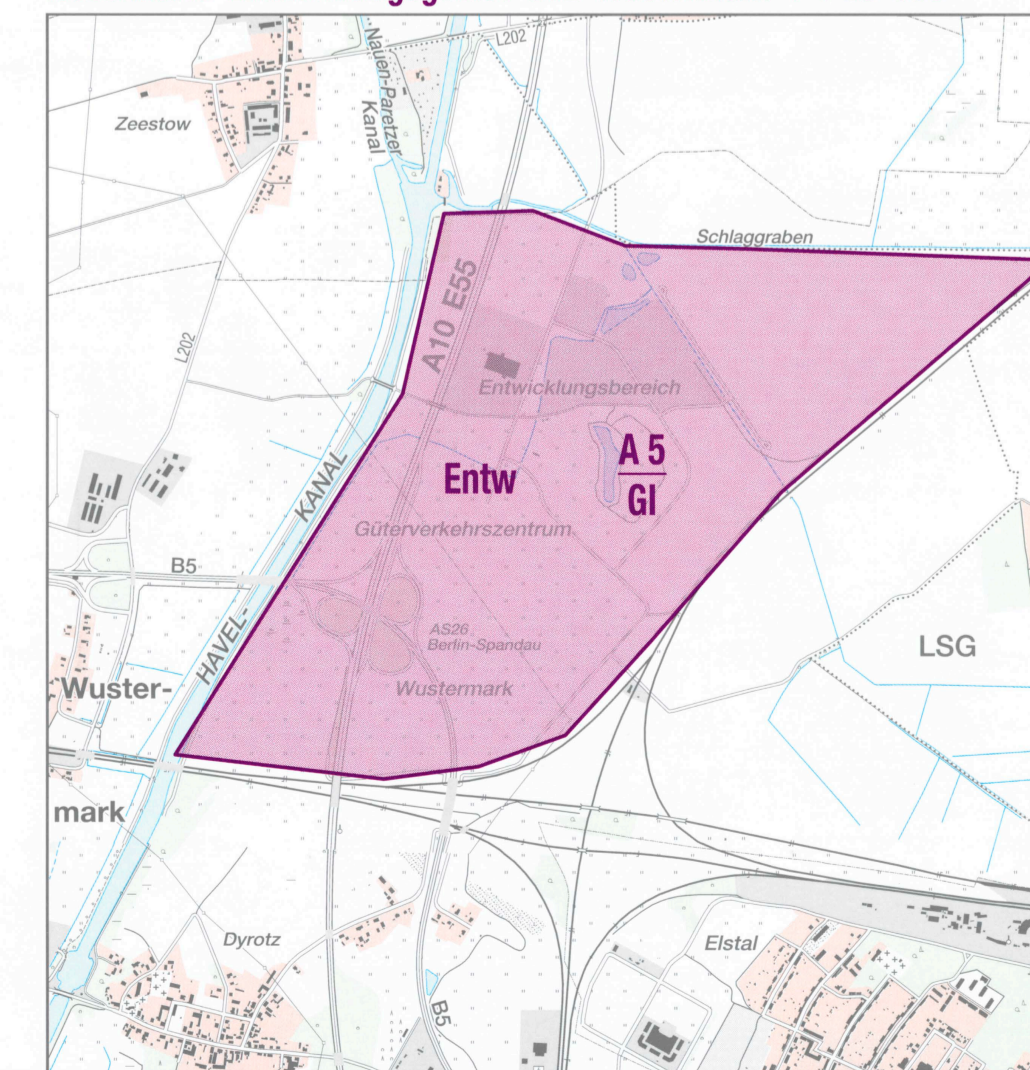 L202
Nauen-Paretzer
Kanal
Zeestow
Schlaggraben
A10 E55
L202
Entwicklungsbereich
Entw
A 5
GI
KANAL
Güterverkehrszentrum
B5
HAVEL-
AS26
Berlin-Spandau
LSG
Wuster-
Wustermark
mark
Dyrotz
Elstal
B5